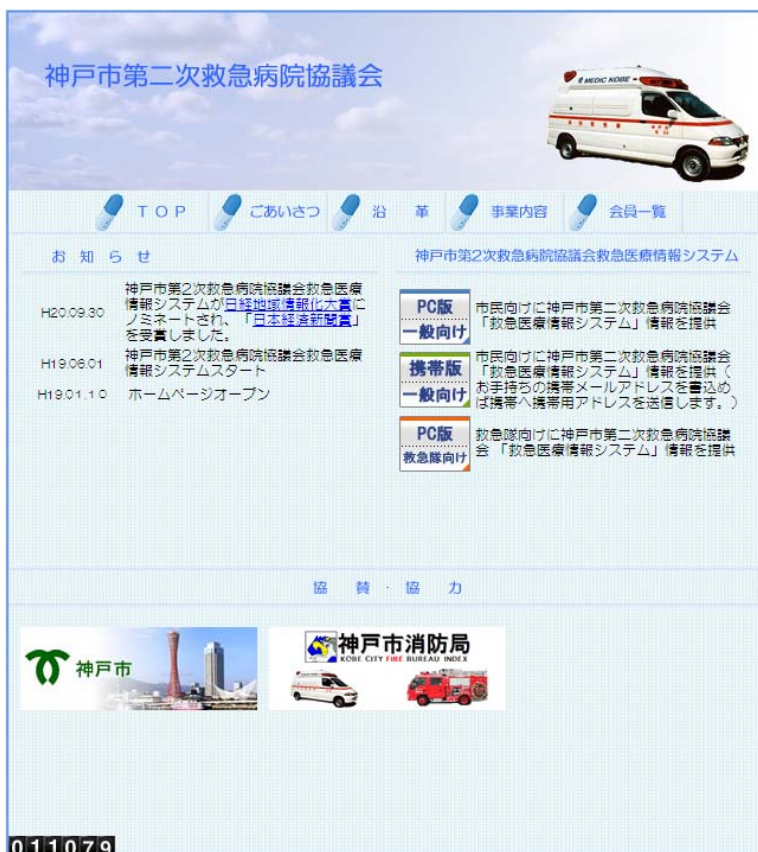 神戸市第二次救急病院協議会
MEDIC KOBE
TOP ごあいさつ 沿 革 事業内容 会員一覧
お 知 ら せ
H20.09.30 神戸市第2次救急病院協議会救急医療
情報システムが日経地域情報化大賞に
ノミネートされ、「日本経済新聞賞」
を受賞しました。
H19.06.01 神戸市第2次救急病院協議会救急医療
情報システムスタート
H19.01.10 ホームページオープン
神戸市第2次救急病院協議会救急医療情報システム
PC版
一般向け
市民向けに神戸市第二次救急病院協議会
「救急医療情報システム」情報を提供
携帯版
一般向け
市民向けに神戸市第二次救急病院協議会
「救急医療情報システム」情報を提供（
お手持ちの携帯メールアドレスを書込め
ば携帯へ携帯用アドレスを送信します。）
PC版
救急隊向け
救急隊向けに神戸市第二次救急病院協議
会 「救急医療情報システム」情報を提供
協 賛 ・ 協 力
神戸市
神戸市消防局
KOBE CITY FIRE BUREAU INDEX
011079